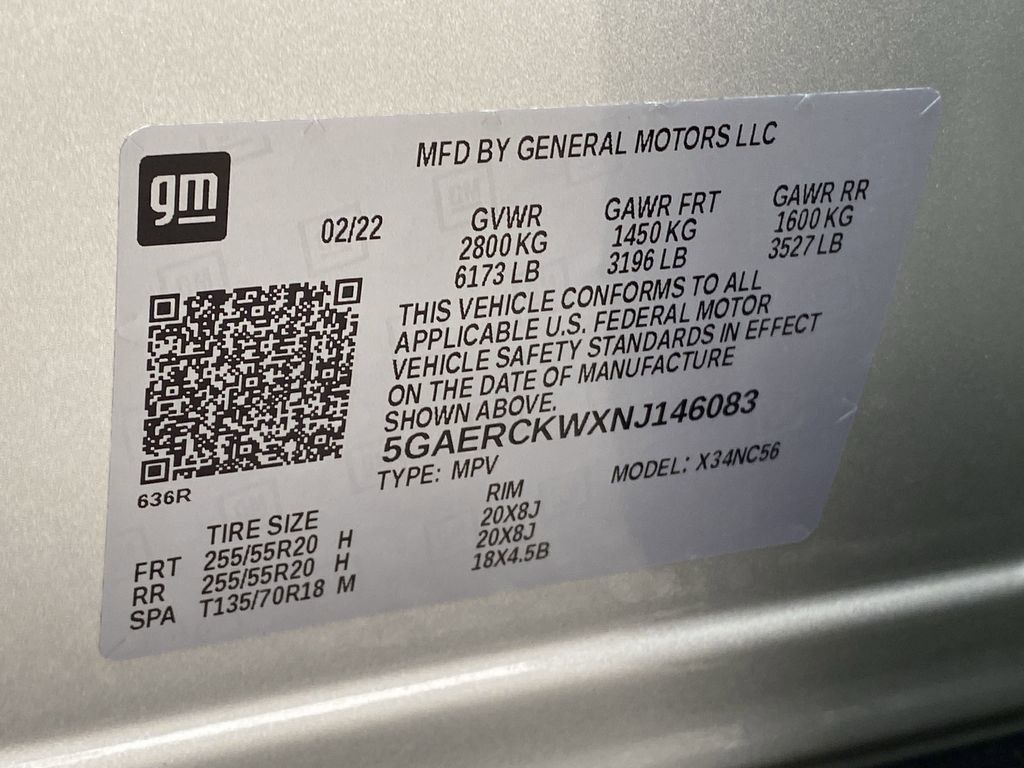 gm
MFD BY GENERAL MOTORS LLC
02/22
GVWR
2800 KG
6173 LB
GAWR FRT
1450 KG
3196 LB
GAWR RR
1600 KG
3527 LB
THIS VEHICLE CONFORMS TO ALL
APPLICABLE U.S. FEDERAL MOTOR
VEHICLE SAFETY STANDARDS IN EFFECT
ON THE DATE OF MANUFACTURE
SHOWN ABOVE.
5GAERCKWXNJ146083
TYPE: MPV MODEL: X34NC56
636R
TIRE SIZE RIM
FRT 255/55R20 H 20X8J
RR 255/55R20 H 20X8J
SPA T135/70R18 M 18X4.5B